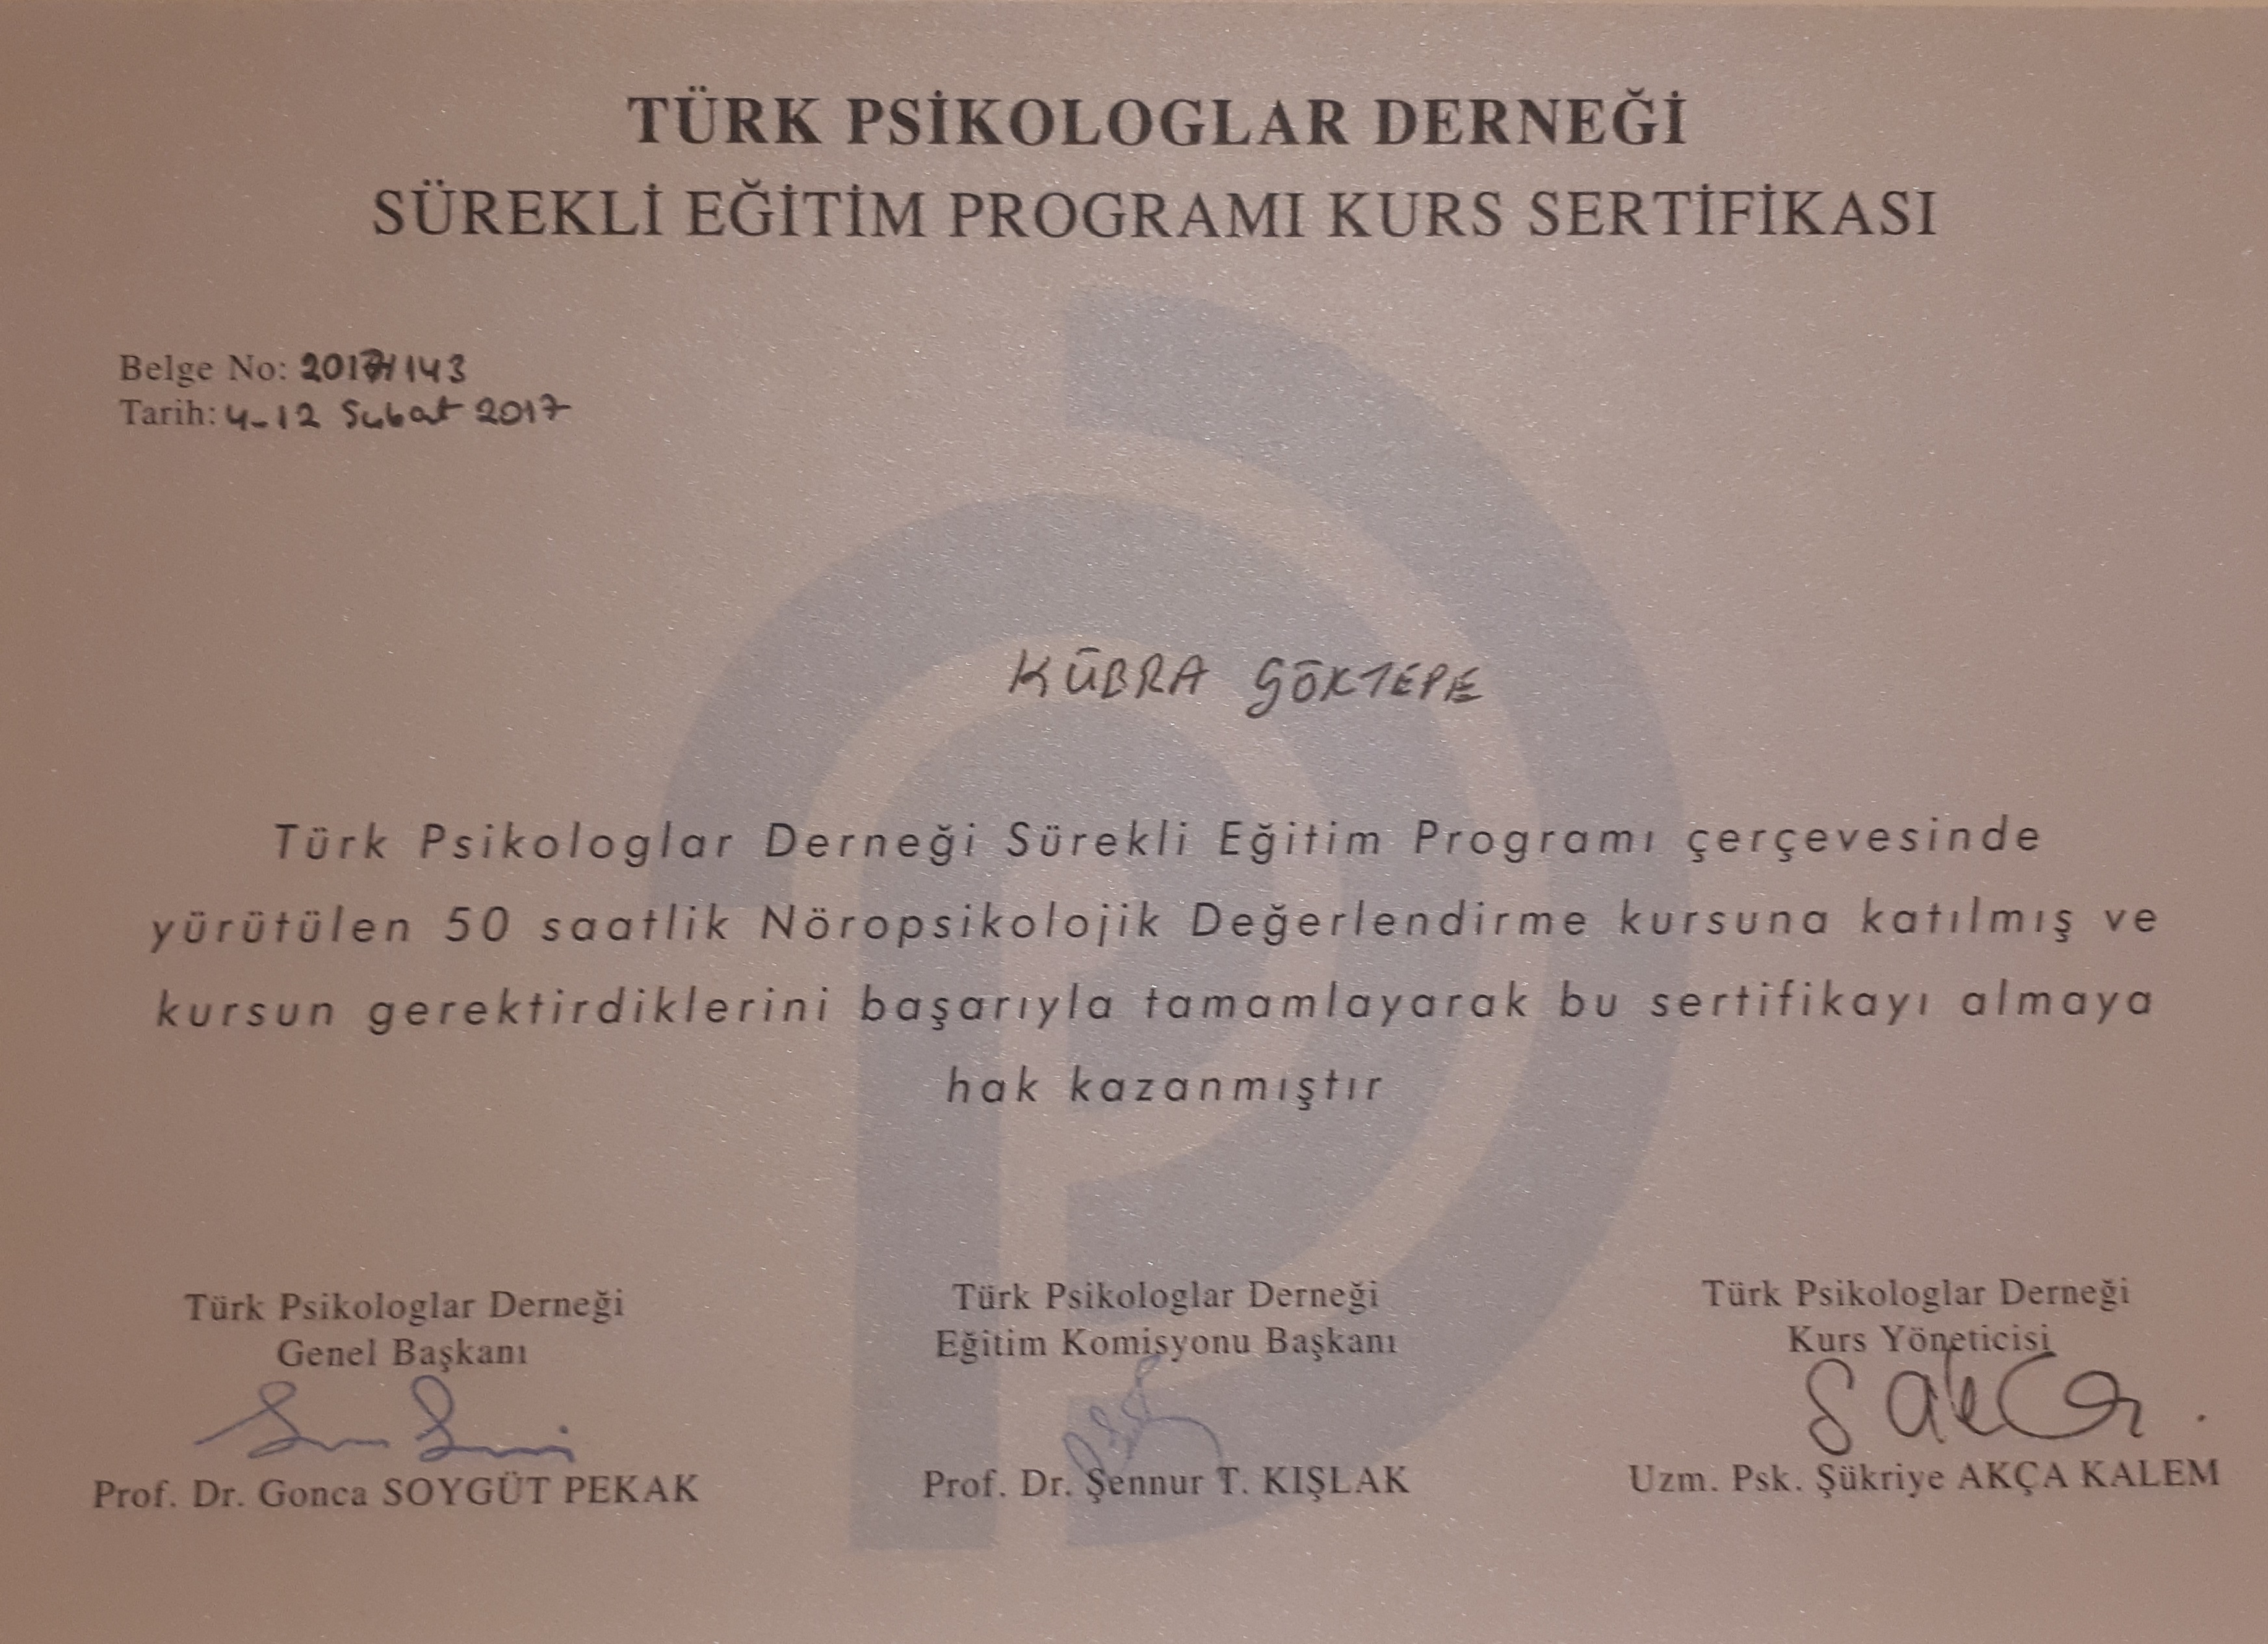 TÜRK PSİKOLOGLAR DERNEĞİ
SÜREKLİ EĞİTİM PROGRAMI KURS SERTİFİKASI
Belge No: 2017/143
Tarih: 4-12 Şubat 2017
KÜBRA GÖKTEPE
Türk Psikologlar Derneği Sürekli Eğitim Programı çerçevesinde
yürütülen 50 saatlik Nöropsikolojik Değerlendirme kursuna katılmış ve
kursun gerektirdiklerini başarıyla tamamlayarak bu sertifikayı almaya
hak kazanmıştır
Türk Psikologlar Derneği
Genel Başkanı
Prof. Dr. Gonca SOYGÜT PEKAK
Türk Psikologlar Derneği
Eğitim Komisyonu Başkanı
Prof. Dr. Şennur T. KIŞLAK
Türk Psikologlar Derneği
Kurs Yöneticisi
Uzm. Psk. Şükriye AKÇA KALEM